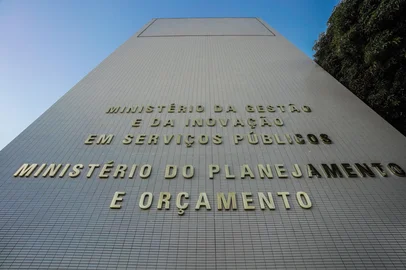 MINISTÉRIO DA GESTÃO
E DA INOVAÇÃO
EM SERVIÇOS PÚBLICOS
MINISTÉRIO DO PLANEJAMENTO
E ORÇAMENTO